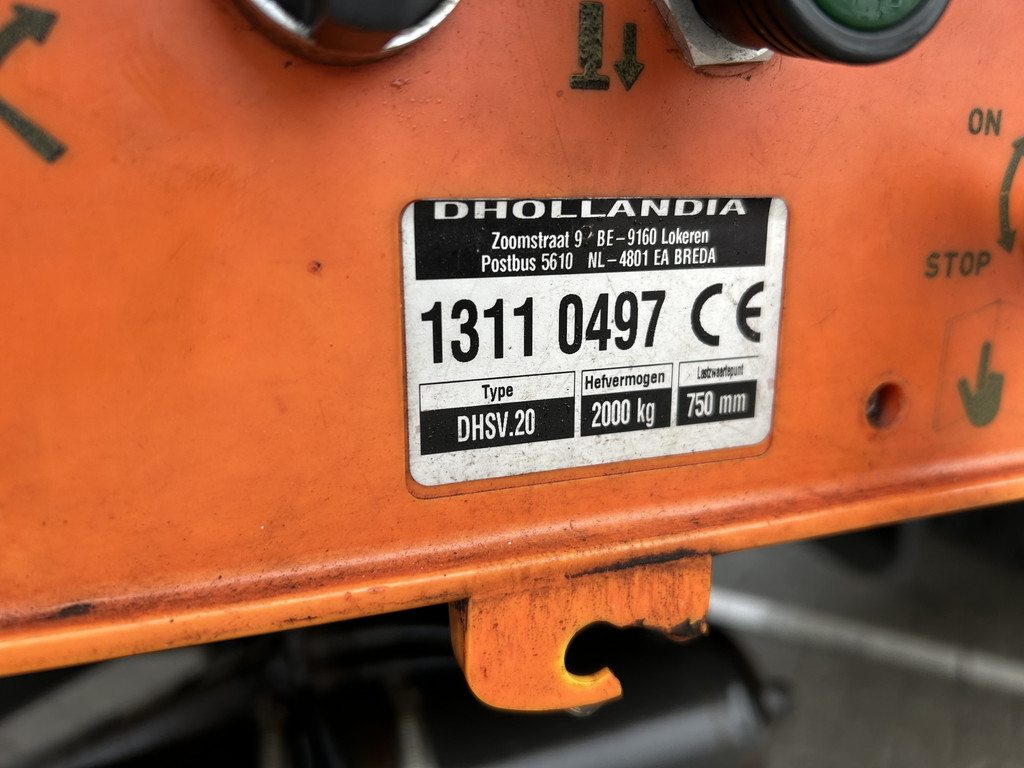 ON
STOP
DHOLLANDIA
Zoomstraat 9 BE-9160 Lokeren
Postbus 5610 NL-4801 EA BREDA
1311 0497 CE
Type Hefvermogen Lastzwaartepunt
DHSV.20 2000 kg 750 mm